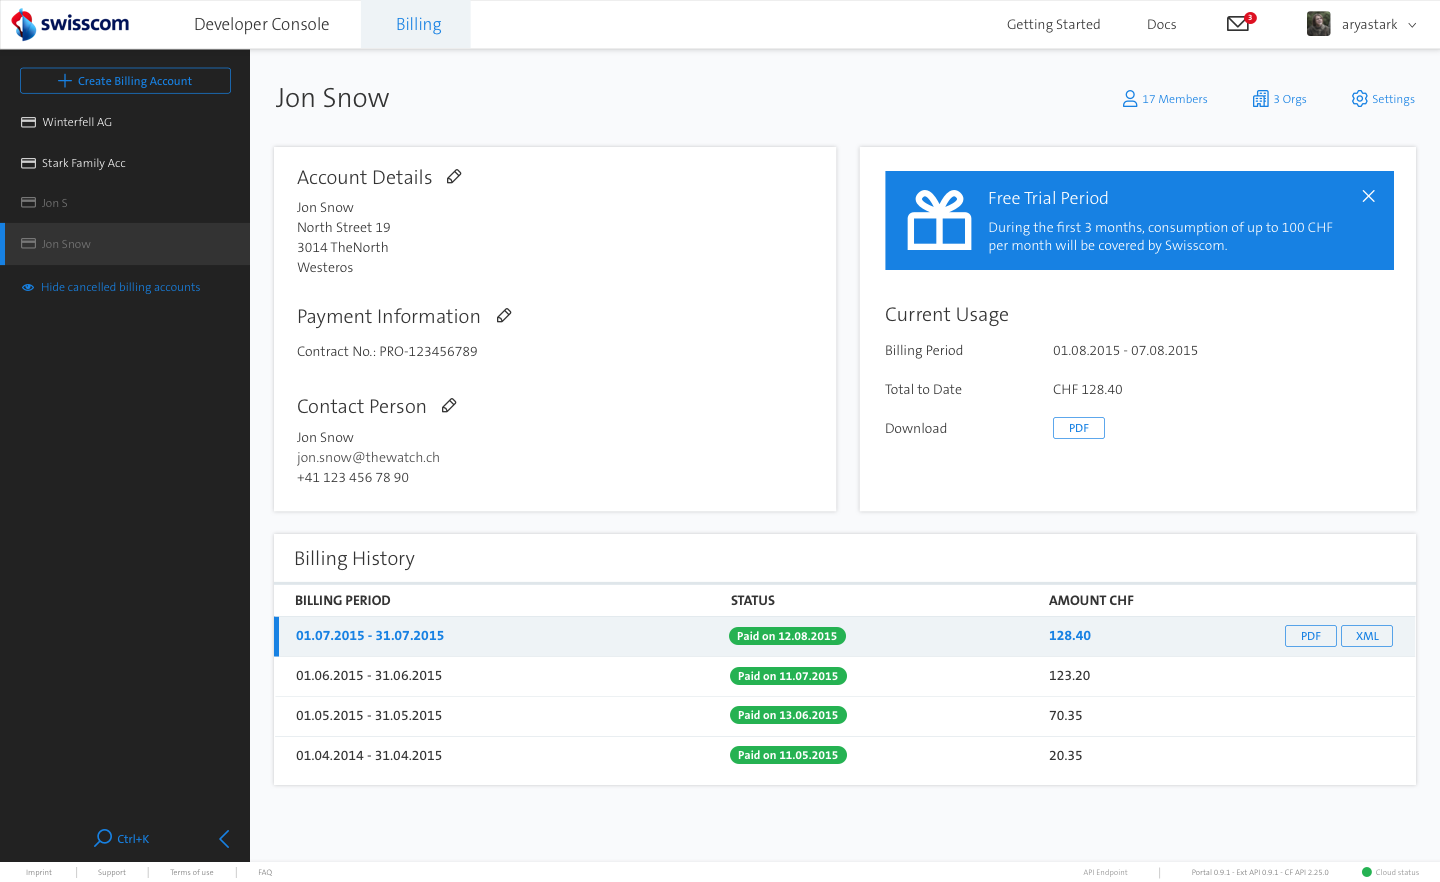 swisscom
Developer Console
Billing
Getting Started
Docs
3
aryastark
Create Billing Account
Winterfell AG
Stark Family Acc
Jon S
Jon Snow
Hide cancelled billing accounts
Ctrl+K
Jon Snow
17 Members
3 Orgs
Settings
Account Details
Jon Snow
North Street 19
3014 TheNorth
Westeros
Payment Information
Contract No.: PRO-123456789
Contact Person
Jon Snow
jon.snow@thewatch.ch
+41 123 456 78 90
Free Trial Period
During the first 3 months, consumption of up to 100 CHF
per month will be covered by Swisscom.
Current Usage
Billing Period 01.08.2015 - 07.08.2015
Total to Date CHF 128.40
Download PDF
Billing History
BILLING PERIOD STATUS AMOUNT CHF
01.07.2015 - 31.07.2015 Paid on 12.08.2015 128.40 PDF XML
01.06.2015 - 31.06.2015 Paid on 11.07.2015 123.20
01.05.2015 - 31.05.2015 Paid on 13.06.2015 70.35
01.04.2014 - 31.04.2015 Paid on 11.05.2015 20.35
Imprint
Support
Terms of use
FAQ
API Endpoint
Portal 0.9.1 - Ext API 0.9.1 - CF API 2.25.0
Cloud status